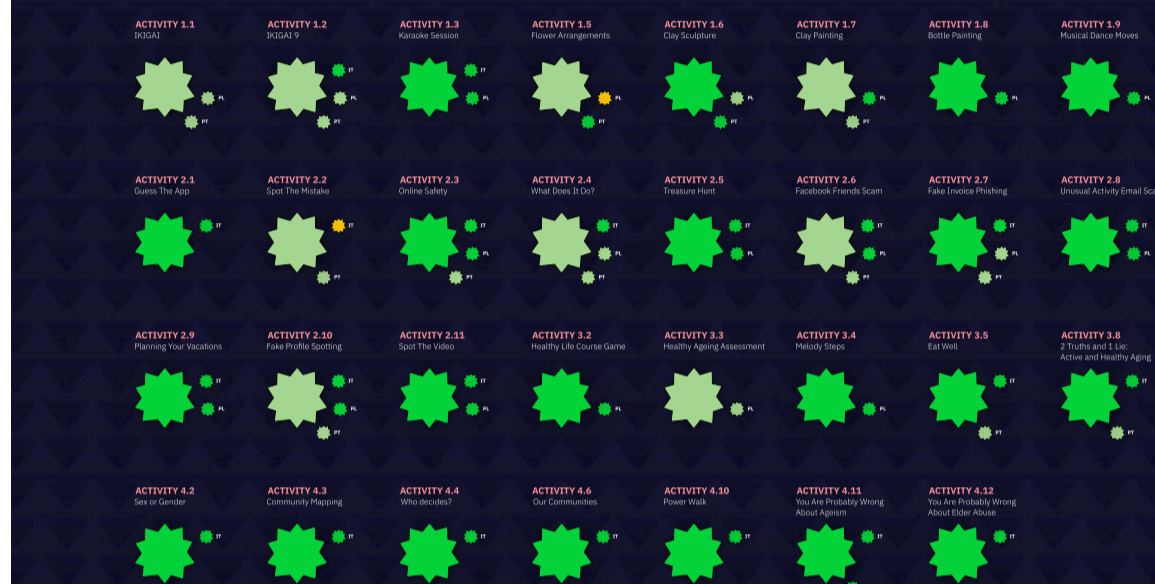 ACTIVITY 1.1
IKIGAI
IT
PL
PT
ACTIVITY 1.2
IKIGAI 9
IT
PL
PT
ACTIVITY 1.3
Karaoke Session
IT
PL
ACTIVITY 1.5
Flower Arrangements
PL
PT
ACTIVITY 1.6
Clay Sculpture
PL
PT
ACTIVITY 1.7
Clay Painting
PL
PT
ACTIVITY 1.8
Bottle Painting
PL
ACTIVITY 1.9
Musical Dance Moves
PL
ACTIVITY 2.1
Guess The App
IT
ACTIVITY 2.2
Spot The Mistake
IT
PT
ACTIVITY 2.3
Online Safety
IT
PL
PT
ACTIVITY 2.4
What Does It Do?
IT
PL
PT
ACTIVITY 2.5
Treasure Hunt
IT
PL
ACTIVITY 2.6
Facebook Friends Scam
IT
PL
PT
ACTIVITY 2.7
Fake Invoice Phishing
IT
PL
PT
ACTIVITY 2.8
Unusual Activity Email
IT
PL
ACTIVITY 2.9
Planning Your Vacations
IT
PL
ACTIVITY 2.10
Fake Profile Spotting
IT
PL
PT
ACTIVITY 2.11
Spot The Video
IT
PL
ACTIVITY 3.2
Healthy Life Course Game
PL
ACTIVITY 3.3
Healthy Ageing Assessment
PL
ACTIVITY 3.4
Melody Steps
PL
ACTIVITY 3.5
Eat Well
IT
PT
ACTIVITY 3.8
2 Truths and 1 Lie:
Active and Healthy Aging
IT
PT
ACTIVITY 4.2
Sex or Gender
IT
ACTIVITY 4.3
Community Mapping
IT
ACTIVITY 4.4
Who decides?
IT
ACTIVITY 4.6
Our Communities
IT
ACTIVITY 4.10
Power Walk
IT
ACTIVITY 4.11
You Are Probably Wrong
About Ageism
IT
ACTIVITY 4.12
You Are Probably Wrong
About Elder Abuse
IT